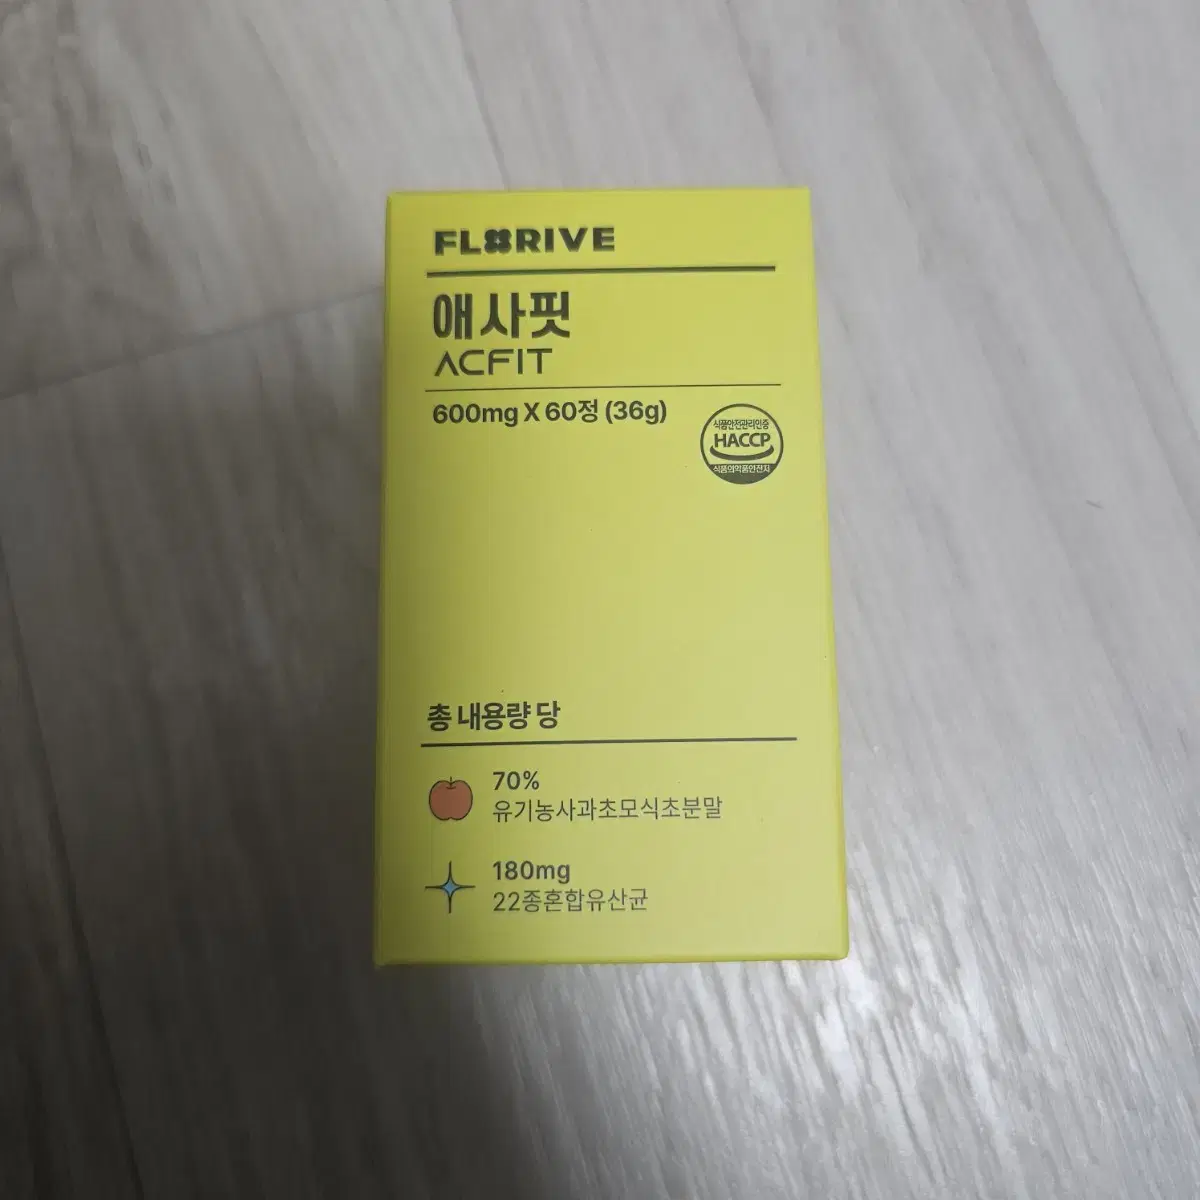 FLORIVE
애사핏
ACFIT
600mg X 60정 (36g)
식품안전관리인증
HACCP
식품의약품안전처
총 내용량 당
70%
유기농사과초모식초분말
180mg
22종혼합유산균